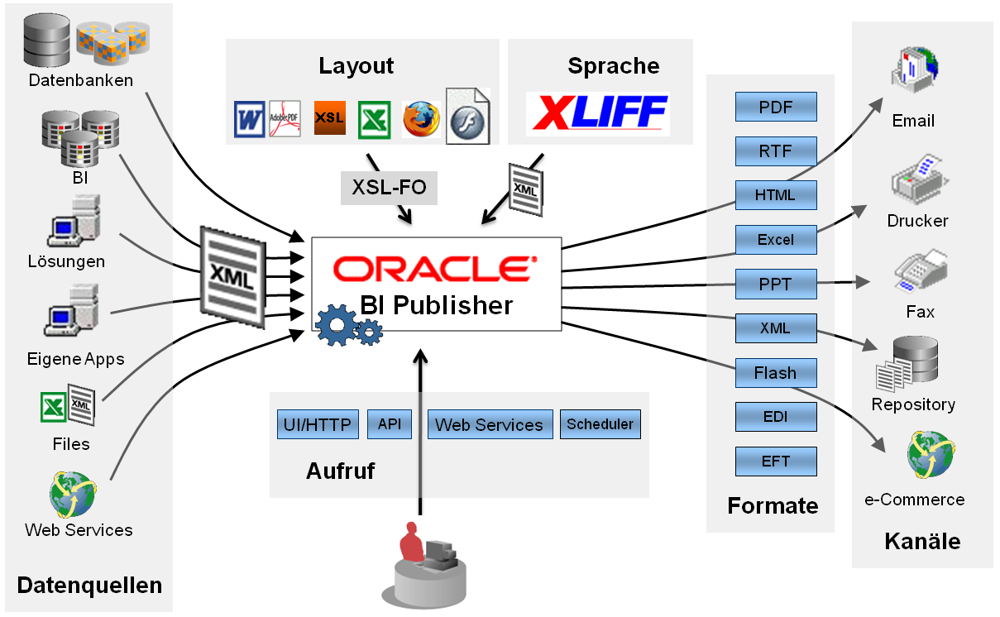 Datenbanken
BI
Lösungen
Eigene Apps
XML
Files
Web Services
Datenquellen
XML
Layout
W
Adobe PDF
XSL
X
f
XSL-FO
Sprache
XLIFF
XML
ORACLE
BI Publisher
UI/HTTP
API
Web Services
Scheduler
Aufruf
PDF
RTF
HTML
Excel
PPT
XML
Flash
EDI
EFT
Formate
Email
Drucker
Fax
Repository
e-Commerce
Kanäle